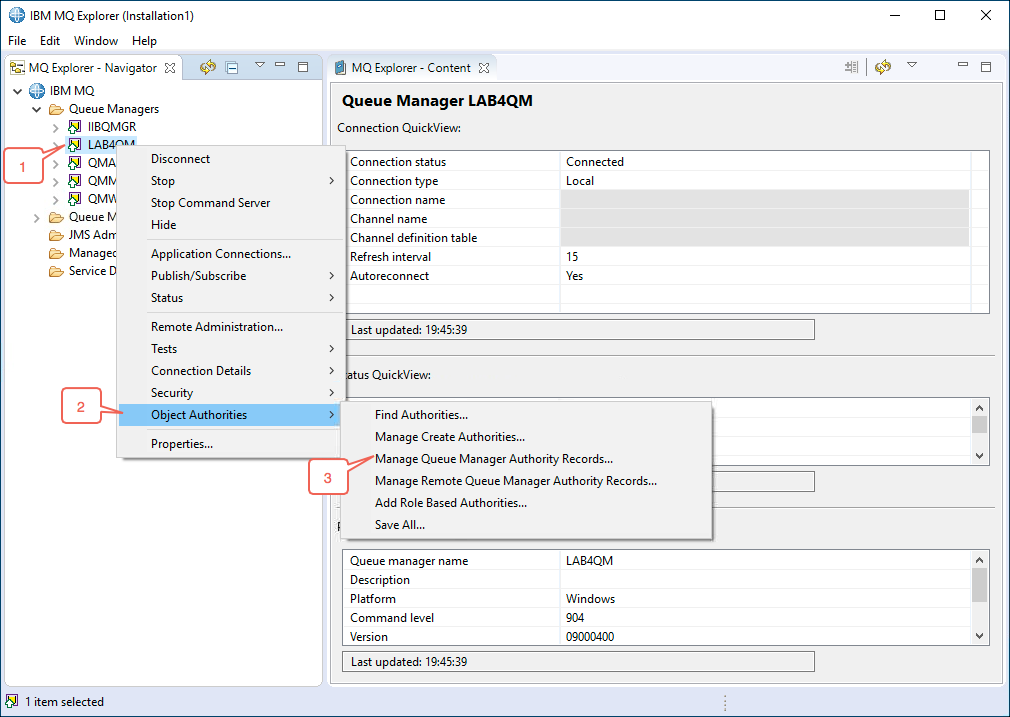 IBM MQ Explorer (Installation1)
File Edit Window Help
MQ Explorer - Navigator
IBM MQ
Queue Managers
IIBQMGR
LAB4QM
QMA
QMM
QMW
Queue M
JMS Adm
Managed
Service D
1
Disconnect
Stop
Stop Command Server
Hide
Application Connections...
Publish/Subscribe
Status
Remote Administration...
Tests
Connection Details
Security
2
Object Authorities
Properties...
Find Authorities...
Manage Create Authorities...
3
Manage Queue Manager Authority Records...
Manage Remote Queue Manager Authority Records...
Add Role Based Authorities...
Save All...
MQ Explorer - Content
Queue Manager LAB4QM
Connection QuickView:
Connection status Connected
Connection type Local
Connection name
Channel name
Channel definition table
Refresh interval 15
Autoreconnect Yes
Last updated: 19:45:39
atus QuickView:
Queue manager name LAB4QM
Description
Platform Windows
Command level 904
Version 09000400
Last updated: 19:45:39
1 item selected